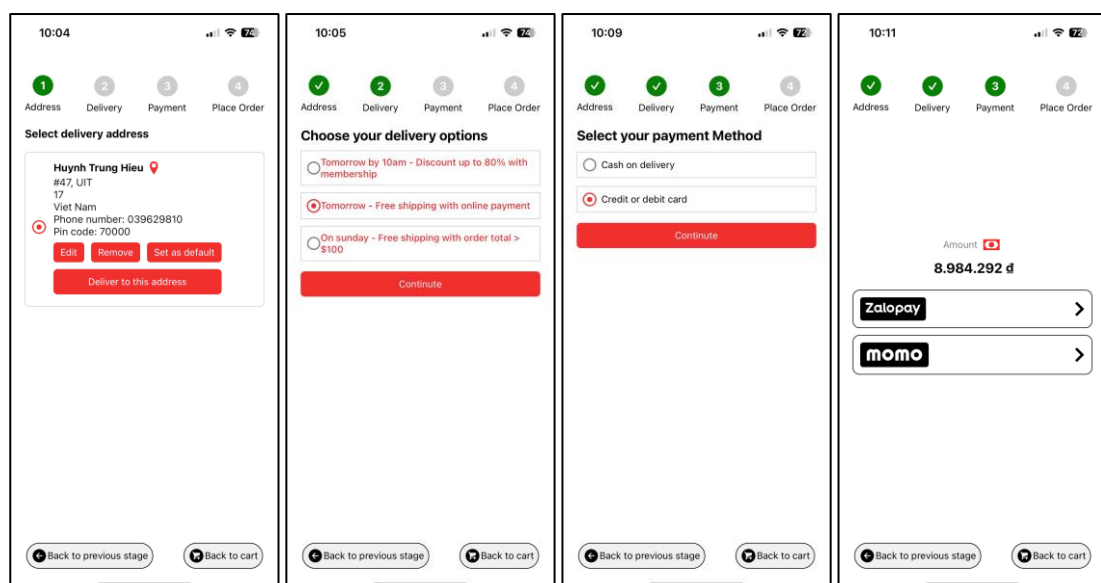 10:04
74
1
2
3
4
Address
Delivery
Payment
Place Order
Select delivery address
Huynh Trung Hieu
#47, UIT
17
Viet Nam
Phone number: 039629810
Pin code: 70000
Edit
Remove
Set as default
Deliver to this address
Back to previous stage
Back to cart
10:05
74
2
3
4
Address
Delivery
Payment
Place Order
Choose your delivery options
Tomorrow by 10am - Discount up to 80% with
membership
Tomorrow - Free shipping with online payment
On sunday - Free shipping with order total >
$100
Continute
Back to previous stage
Back to cart
10:09
72
3
4
Address
Delivery
Payment
Place Order
Select your payment Method
Cash on delivery
Credit or debit card
Continute
Back to previous stage
Back to cart
10:11
72
3
4
Address
Delivery
Payment
Place Order
Amount
8.984.292 ₫
Zalopay
momo
Back to previous stage
Back to cart